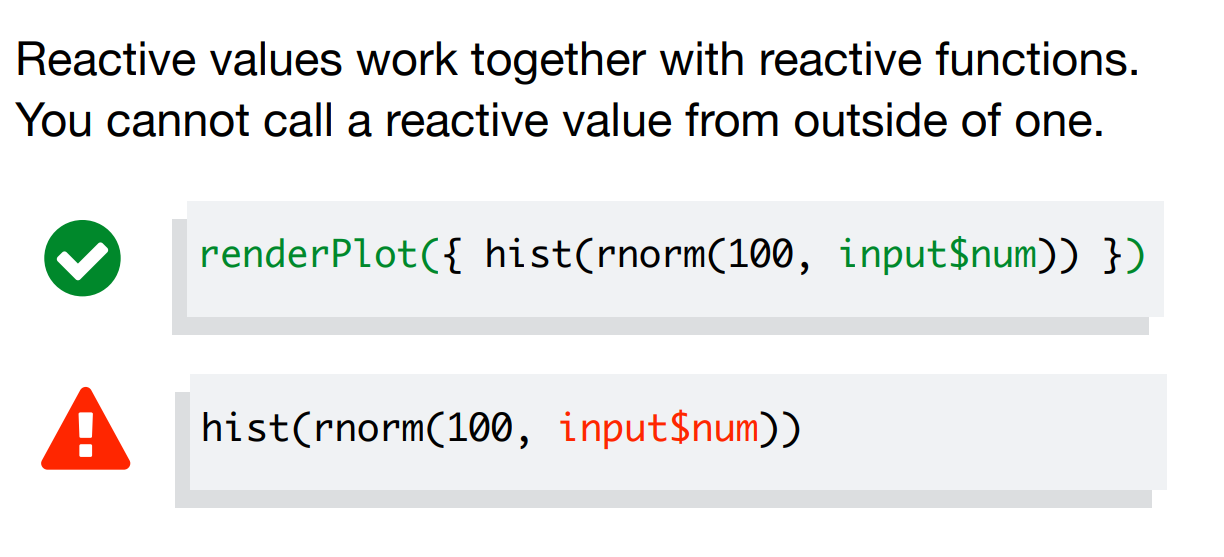 Reactive values work together with reactive functions.
You cannot call a reactive value from outside of one.
renderPlot({ hist(rnorm(100, input$num)) })
hist(rnorm(100, input$num))